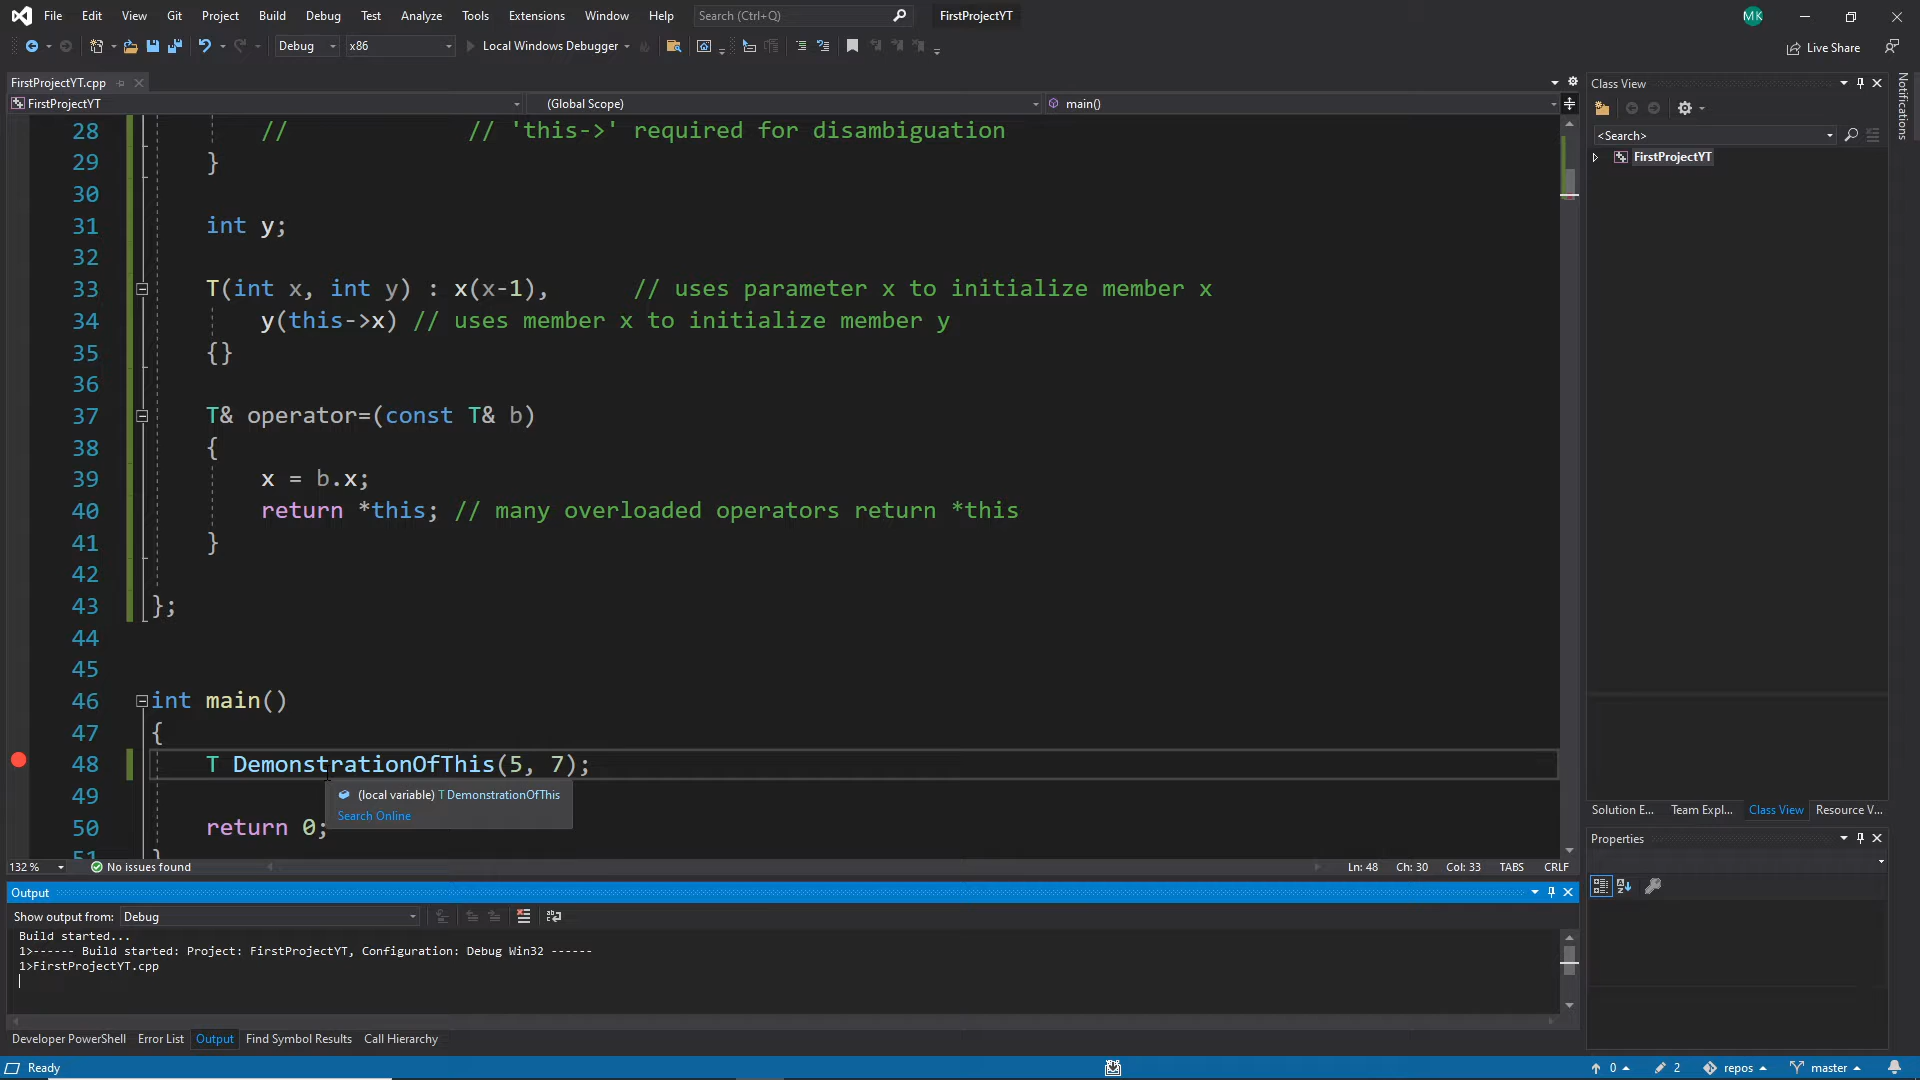 File Edit View Git Project Build Debug Test Analyze Tools Extensions Window Help Search (Ctrl+Q) FirstProjectYT MK
Debug x86 Local Windows Debugger Live Share
FirstProjectYT.cpp
FirstProjectYT (Global Scope) main()
28 // // 'this->' required for disambiguation
29 }
30
31 int y;
32
33 T(int x, int y) : x(x-1), // uses parameter x to initialize member x
34 y(this->x) // uses member x to initialize member y
35 {}
36
37 T& operator=(const T& b)
38 {
39 x = b.x;
40 return *this; // many overloaded operators return *this
41 }
42
43 };
44
45
46 int main()
47 {
48 T DemonstrationOfThis(5, 7);
49
(local variable) T DemonstrationOfThis
Search Online
50 return 0;
51 }
132 % No issues found Ln: 48 Ch: 30 Col: 33 TABS CRLF
Output
Show output from: Debug
Build started...
1>------ Build started: Project: FirstProjectYT, Configuration: Debug Win32 ------
1>FirstProjectYT.cpp
Developer PowerShell Error List Output Find Symbol Results Call Hierarchy
Class View
<Search>
FirstProjectYT
Solution E... Team Expl... Class View Resource V...
Properties
Notifications
Ready 0 2 repos master